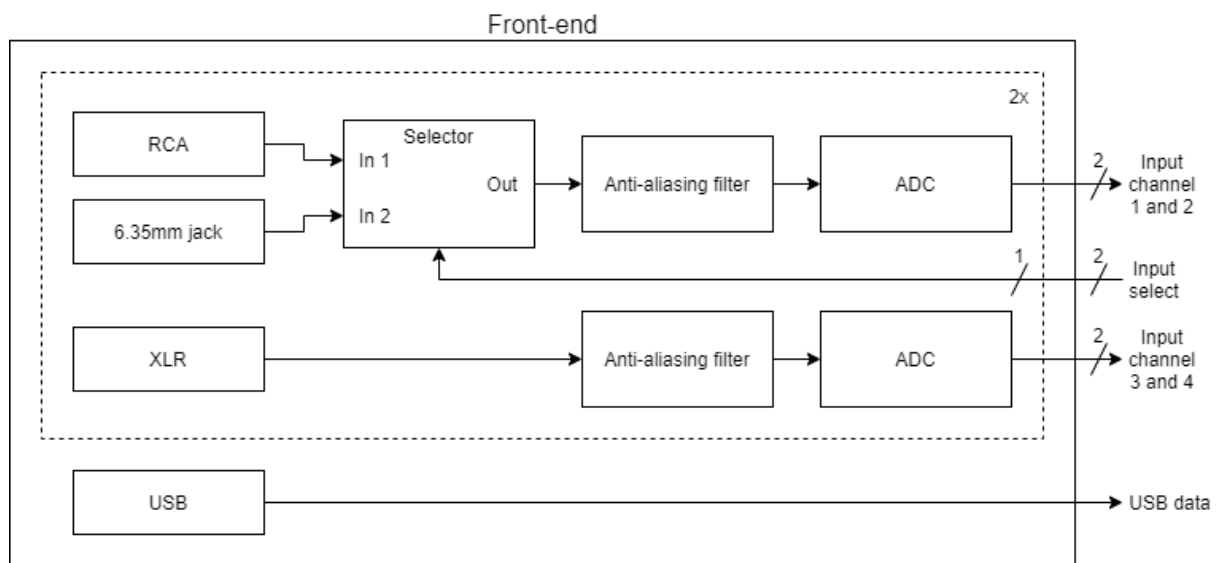 Front-end
2x
RCA
Selector
In 1
Out
Anti-aliasing filter
ADC
2
Input
channel
1 and 2
6.35mm jack
In 2
1
2
Input
select
XLR
Anti-aliasing filter
ADC
2
Input
channel
3 and 4
USB
USB data